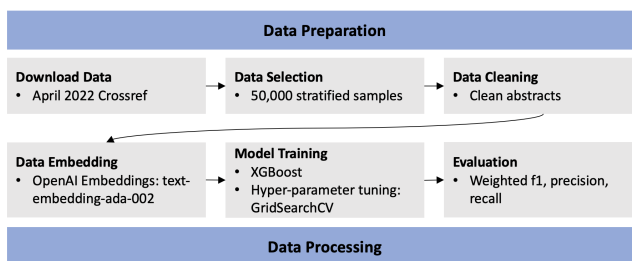 Data Preparation
Download Data
• April 2022 Crossref
Data Selection
• 50,000 stratified samples
Data Cleaning
• Clean abstracts
Data Embedding
• OpenAI Embeddings: text-
embedding-ada-002
Model Training
• XGBoost
• Hyper-parameter tuning:
GridSearchCV
Evaluation
• Weighted f1, precision,
recall
Data Processing